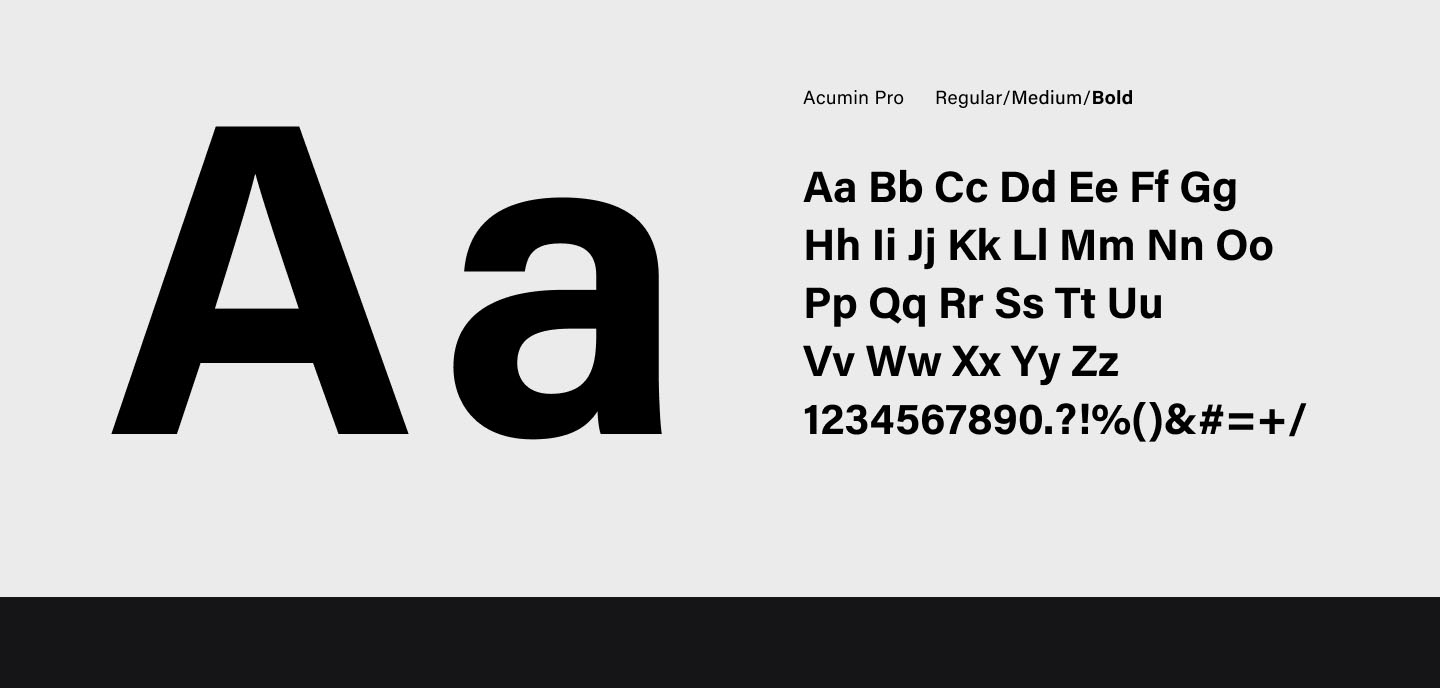 Aa
Acumin Pro Regular/Medium/Bold
Aa Bb Cc Dd Ee Ff Gg
Hh Ii Jj Kk Ll Mm Nn Oo
Pp Qq Rr Ss Tt Uu
Vv Ww Xx Yy Zz
1234567890.?!%()&#=+/